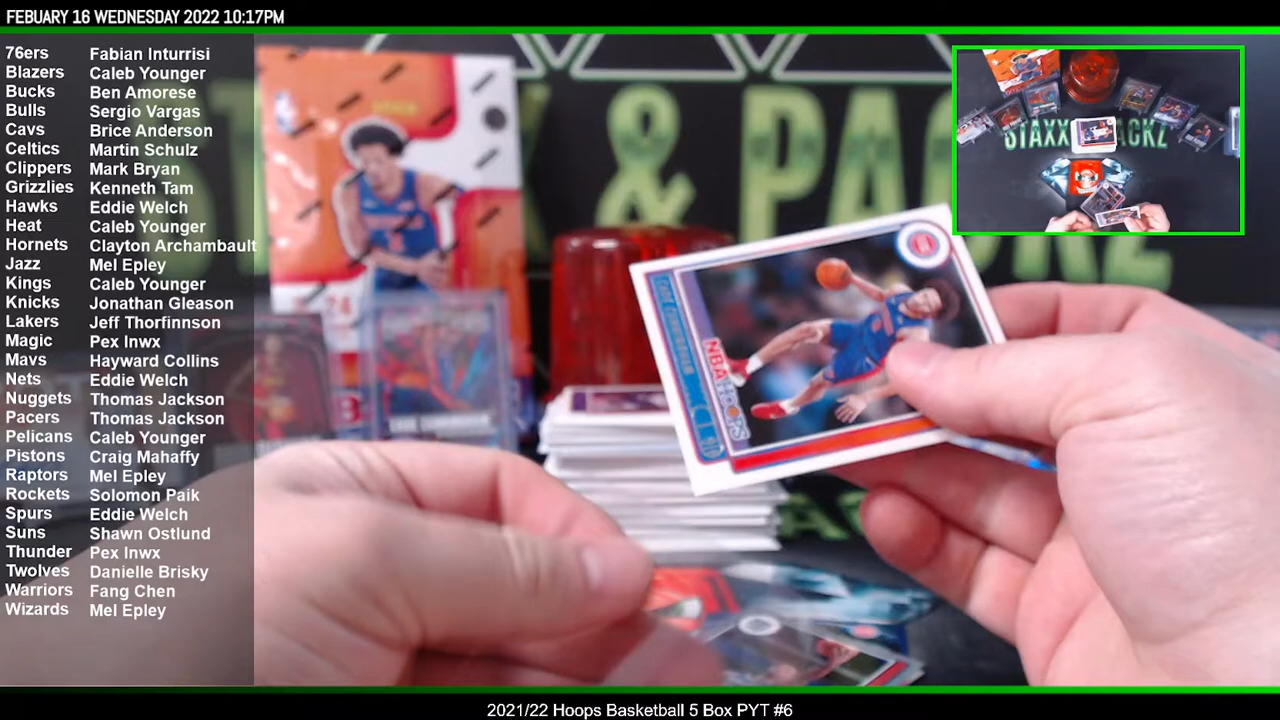 FEBUARY 16 WEDNESDAY 2022 10:17PM
76ers Fabian Inturrisi
Blazers Caleb Younger
Bucks Ben Amorese
Bulls Sergio Vargas
Cavs Brice Anderson
Celtics Martin Schulz
Clippers Mark Bryan
Grizzlies Kenneth Tam
Hawks Eddie Welch
Heat Caleb Younger
Hornets Clayton Archambault
Jazz Mel Epley
Kings Caleb Younger
Knicks Jonathan Gleason
Lakers Jeff Thorfinnson
Magic Pex Inwx
Mavs Hayward Collins
Nets Eddie Welch
Nuggets Thomas Jackson
Pacers Thomas Jackson
Pelicans Caleb Younger
Pistons Craig Mahaffy
Raptors Mel Epley
Rockets Solomon Paik
Spurs Eddie Welch
Suns Shawn Ostlund
Thunder Pex Inwx
Twolves Danielle Brisky
Warriors Fang Chen
Wizards Mel Epley
& PACKZ
NBA HOOPS
STAXX PACKZ
2021/22 Hoops Basketball 5 Box PYT #6